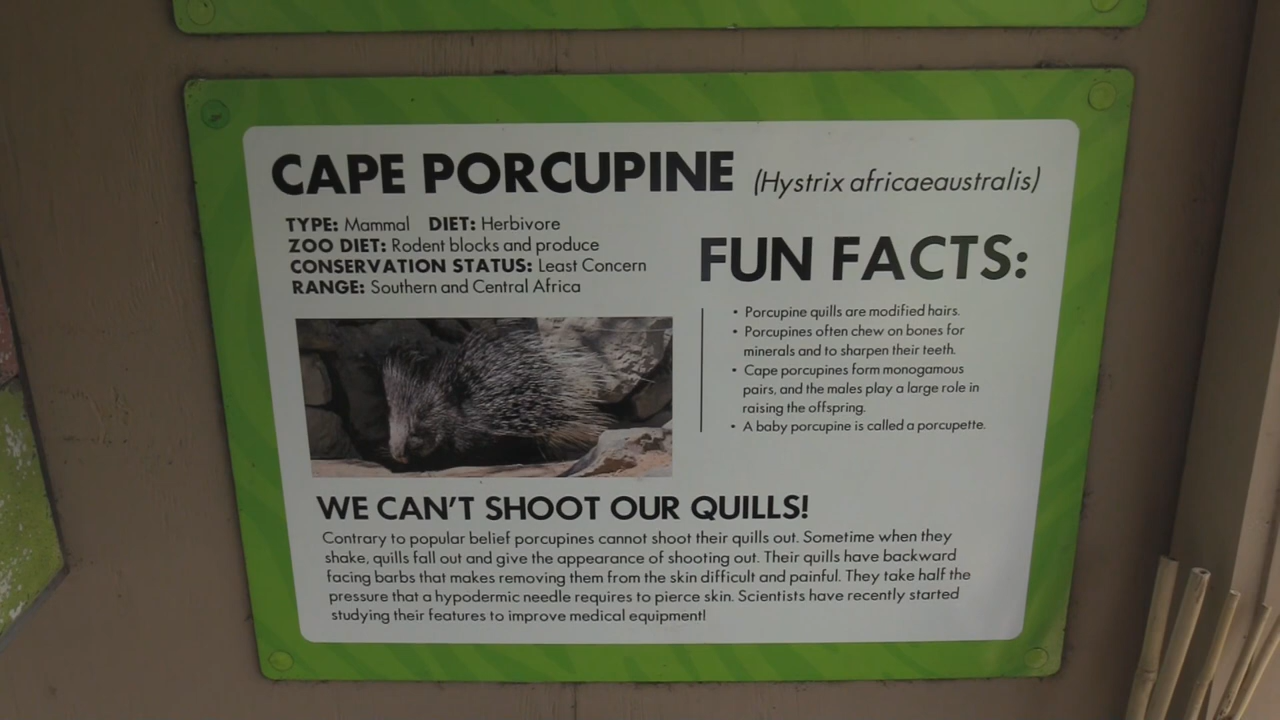 CAPE PORCUPINE (Hystrix africaeaustralis)
TYPE: Mammal DIET: Herbivore
ZOO DIET: Rodent blocks and produce
CONSERVATION STATUS: Least Concern
RANGE: Southern and Central Africa
FUN FACTS:
• Porcupine quills are modified hairs.
• Porcupines often chew on bones for
minerals and to sharpen their teeth.
• Cape porcupines form monogamous
pairs, and the males play a large role in
raising the offspring.
• A baby porcupine is called a porcupette.
WE CAN'T SHOOT OUR QUILLS!
Contrary to popular belief porcupines cannot shoot their quills out. Sometime when they
shake, quills fall out and give the appearance of shooting out. Their quills have backward
facing barbs that makes removing them from the skin difficult and painful. They take half the
pressure that a hypodermic needle requires to pierce skin. Scientists have recently started
studying their features to improve medical equipment!